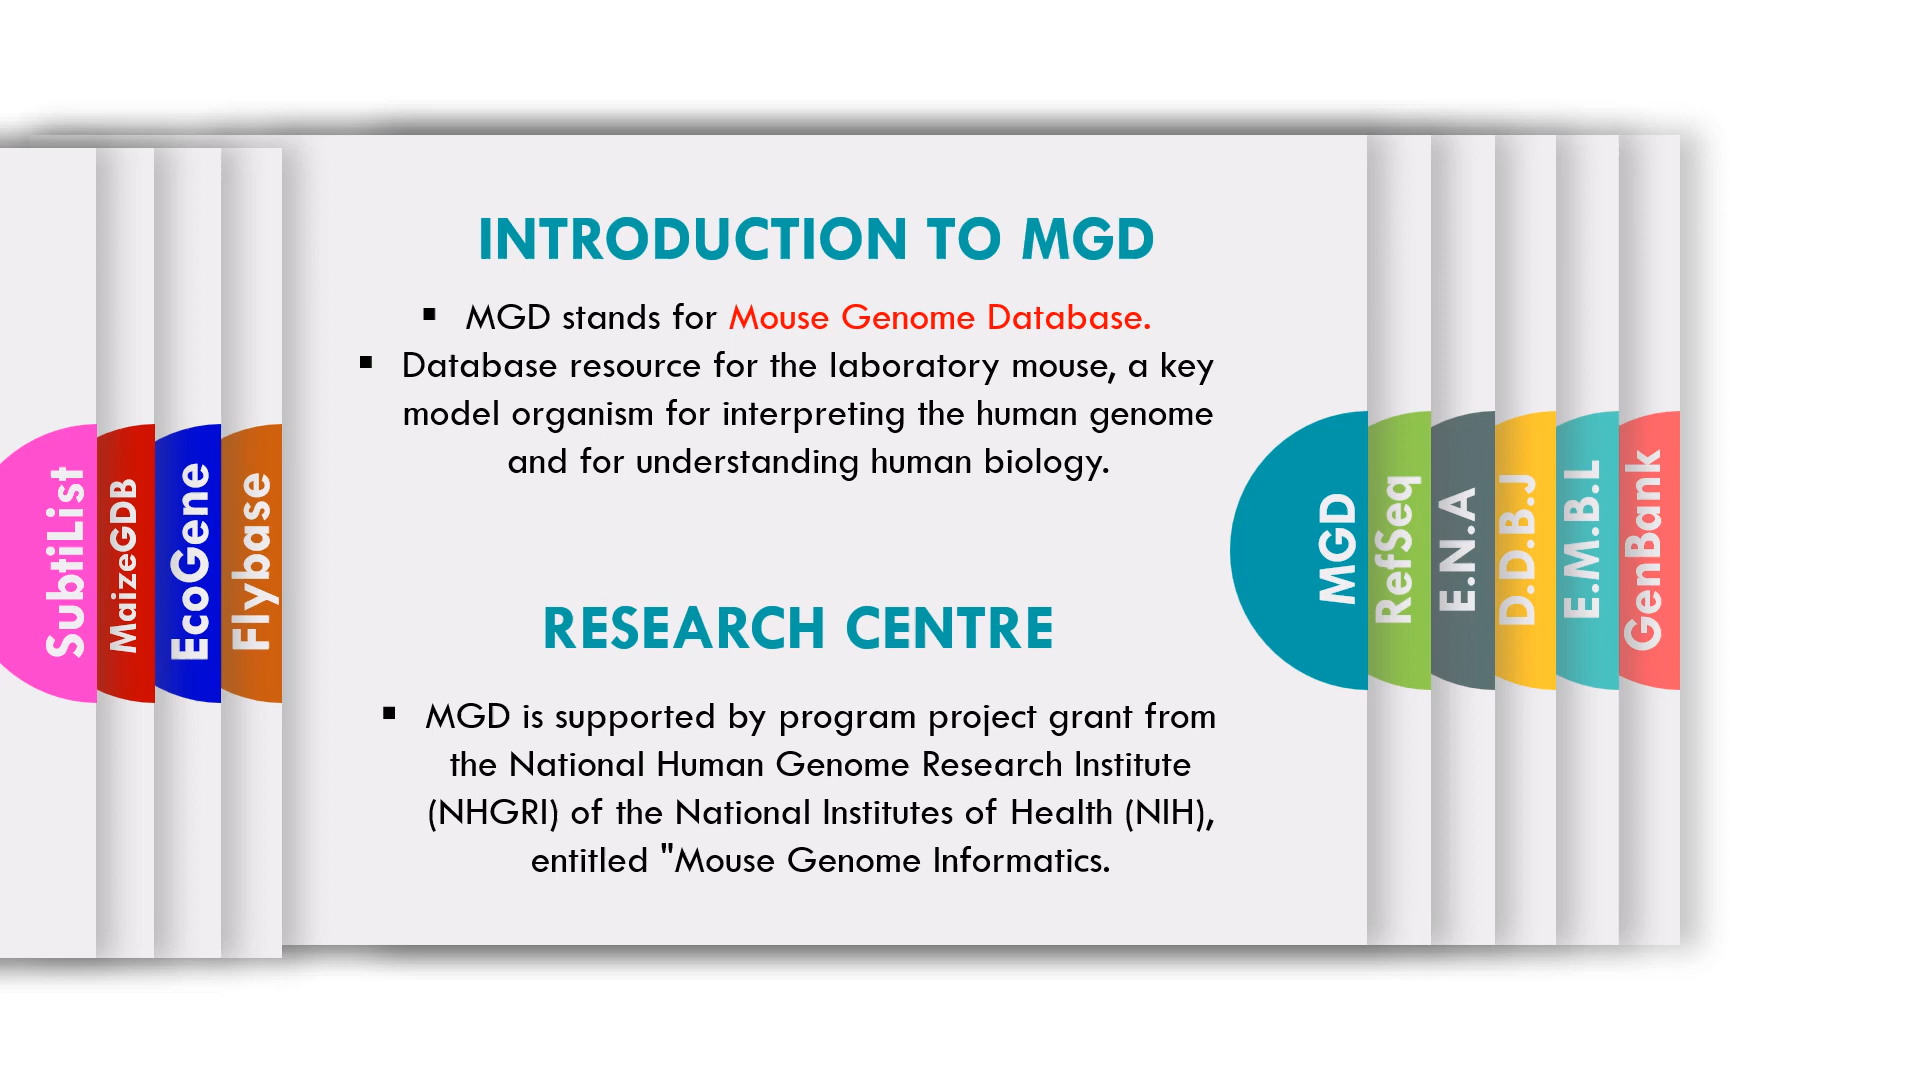 INTRODUCTION TO MGD
▪ MGD stands for Mouse Genome Database.
▪ Database resource for the laboratory mouse, a key
model organism for interpreting the human genome
and for understanding human biology.
RESEARCH CENTRE
▪ MGD is supported by program project grant from
the National Human Genome Research Institute
(NHGRI) of the National Institutes of Health (NIH),
entitled "Mouse Genome Informatics.
SubtiList
MaizeGDB
EcoGene
Flybase
MGD
RefSeq
E.N.A
D.D.B.J
E.M.B.L
GenBank